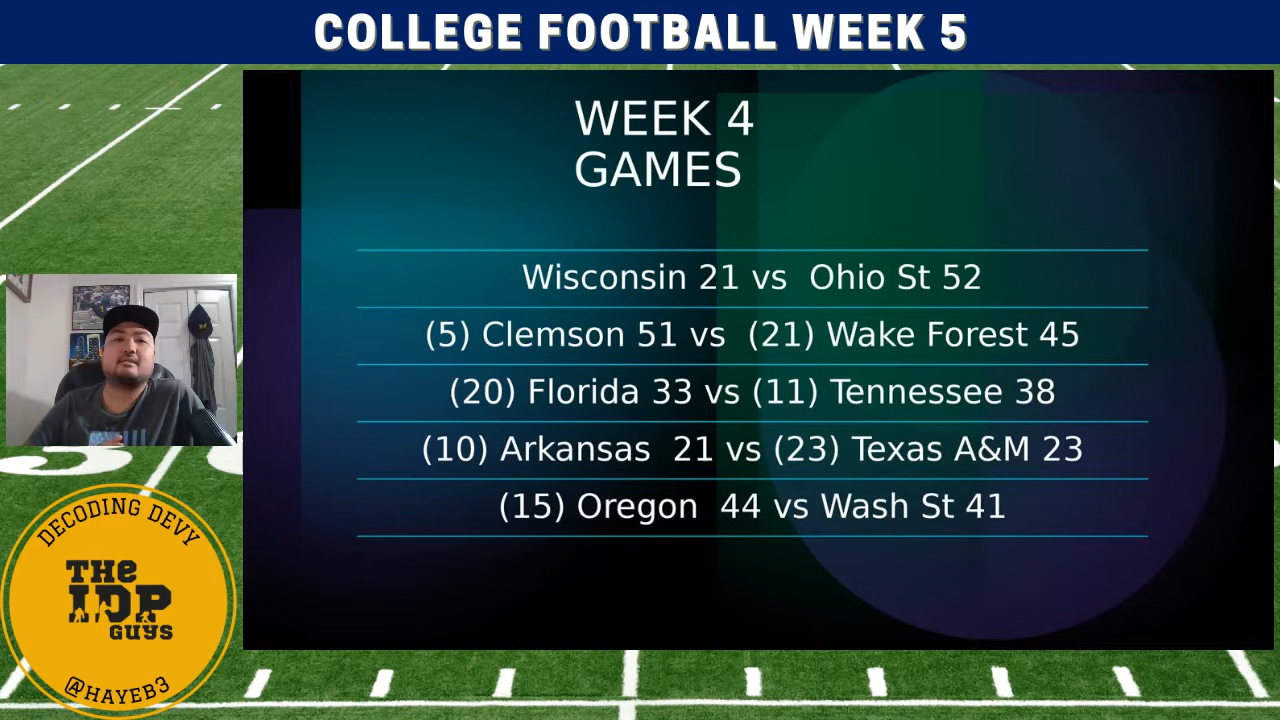 COLLEGE FOOTBALL WEEK 5
WEEK 4
GAMES
Wisconsin 21 vs  Ohio St 52
(5) Clemson 51 vs  (21) Wake Forest 45
(20) Florida 33 vs (11) Tennessee 38
(10) Arkansas  21 vs (23) Texas A&M 23
(15) Oregon  44 vs Wash St 41
DECODING DEVY
THe
IDP
GUYS
@HAYEB3